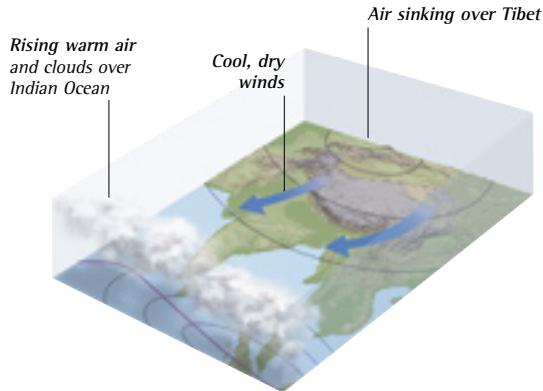 Air sinking over Tibet
Rising warm air
and clouds over
Indian Ocean
Cool, dry
winds